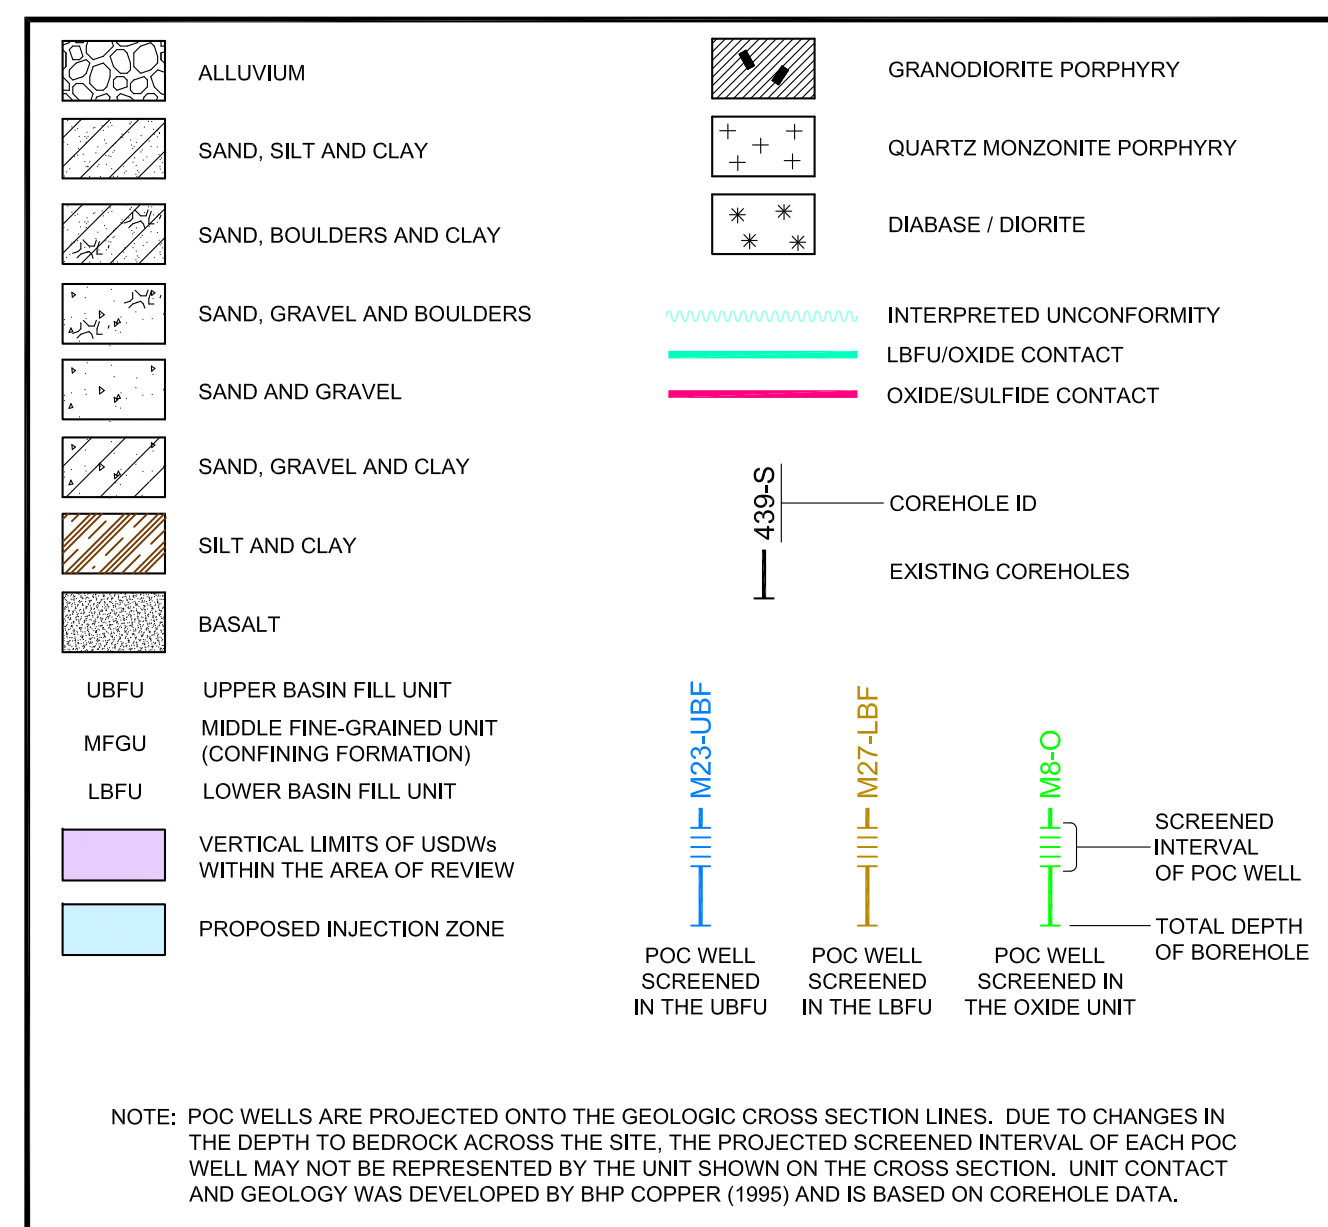 ALLUVIUM
SAND, SILT AND CLAY
SAND, BOULDERS AND CLAY
SAND, GRAVEL AND BOULDERS
SAND AND GRAVEL
SAND, GRAVEL AND CLAY
SILT AND CLAY
BASALT
UBFU UPPER BASIN FILL UNIT
MFGU MIDDLE FINE-GRAINED UNIT
(CONFINING FORMATION)
LBFU LOWER BASIN FILL UNIT
VERTICAL LIMITS OF USDWs
WITHIN THE AREA OF REVIEW
PROPOSED INJECTION ZONE
GRANODIORITE PORPHYRY
QUARTZ MONZONITE PORPHYRY
DIABASE / DIORITE
INTERPRETED UNCONFORMITY
LBFU/OXIDE CONTACT
OXIDE/SULFIDE CONTACT
439-S
COREHOLE ID
EXISTING COREHOLES
M23-UBF
POC WELL
SCREENED
IN THE UBFU
M27-LBF
POC WELL
SCREENED
IN THE LBFU
M8-O
POC WELL
SCREENED IN
THE OXIDE UNIT
SCREENED
INTERVAL
OF POC WELL
TOTAL DEPTH
OF BOREHOLE
NOTE: POC WELLS ARE PROJECTED ONTO THE GEOLOGIC CROSS SECTION LINES. DUE TO CHANGES IN
THE DEPTH TO BEDROCK ACROSS THE SITE, THE PROJECTED SCREENED INTERVAL OF EACH POC
WELL MAY NOT BE REPRESENTED BY THE UNIT SHOWN ON THE CROSS SECTION. UNIT CONTACT
AND GEOLOGY WAS DEVELOPED BY BHP COPPER (1995) AND IS BASED ON COREHOLE DATA.